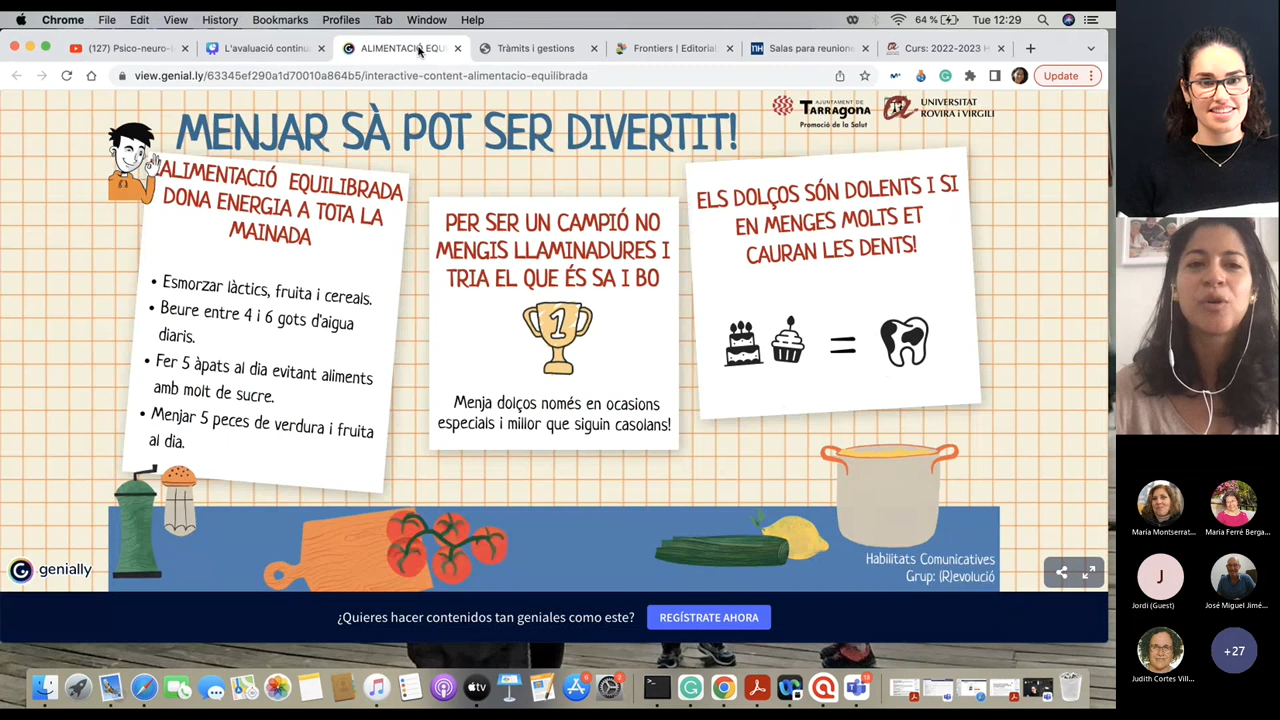 Chrome File Edit View History Bookmarks Profiles Tab Window Help
64 % Tue 12:29
(127) Psico-neuro-i
L'avaluació continua
ALIMENTACIÓ EQU
Tràmits i gestions
Frontiers | Editorial
Salas para reunione
Curs: 2022-2023 H
view.genial.ly/63345ef290a1d70010a864b5/interactive-content-alimentacio-equilibrada
Update
MENJAR SÀ POT SER DIVERTIT!
AJUNTAMENT DE
TARRAGONA
Promoció de la Salut
UNIVERSITAT
ROVIRA i VIRGILI
ALIMENTACIÓ EQUILIBRADA
DONA ENERGIA A TOTA LA
MAINADA
• Esmorzar làctics, fruita i cereals.
• Beure entre 4 i 6 gots d'aigua
diaris.
• Fer 5 àpats al dia evitant aliments
amb molt de sucre.
• Menjar 5 peces de verdura i fruita
al dia.
PER SER UN CAMPIÓ NO
MENGIS LLAMINADURES I
TRIA EL QUE ÉS SA I BO
1
Menja dolços només en ocasions
especials i millor que siguin casolans!
ELS DOLÇOS SÓN DOLENTS I SI
EN MENGES MOLTS ET
CAURAN LES DENTS!
=
Habilitats Comunicatives
Grup: (R)evolució
genially
¿Quieres hacer contenidos tan geniales como este?
REGÍSTRATE AHORA
María Montserrat...
Maria Ferré Berga...
J
Jordi (Guest)
José Miguel Jimé...
Judith Cortes Vill...
+27